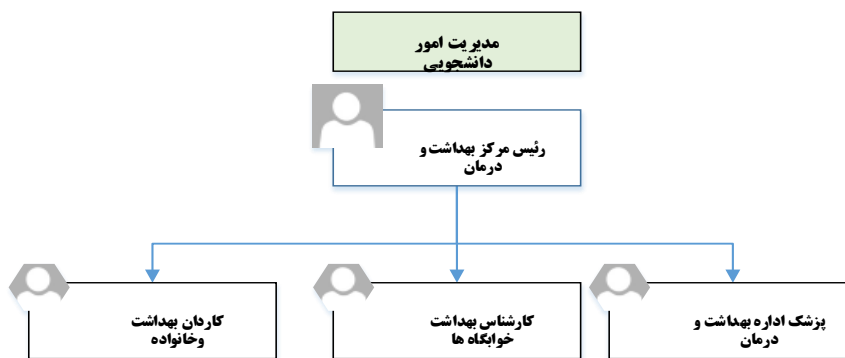 مدیریت امور
دانشجویی
رئیس مرکز بهداشت و
درمان
پزشک اداره بهداشت و
درمان
کارشناس بهداشت
خوابگاه ها
کاردان بهداشت
وخانواده